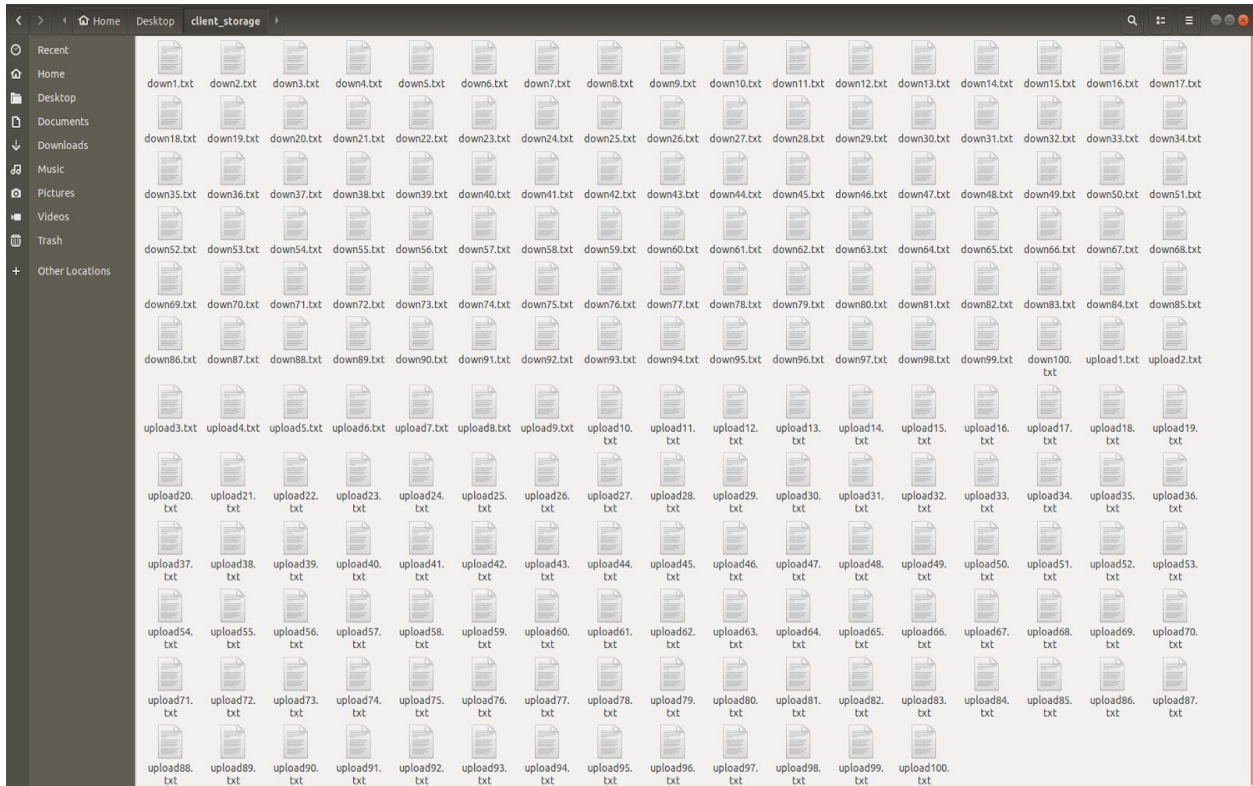 Home Desktop client_storage
Recent
Home
Desktop
Documents
Downloads
Music
Pictures
Videos
Trash
Other Locations
down1.txt down2.txt down3.txt down4.txt down5.txt down6.txt down7.txt down8.txt down9.txt down10.txt down11.txt down12.txt down13.txt down14.txt down15.txt down16.txt down17.txt
down18.txt down19.txt down20.txt down21.txt down22.txt down23.txt down24.txt down25.txt down26.txt down27.txt down28.txt down29.txt down30.txt down31.txt down32.txt down33.txt down34.txt
down35.txt down36.txt down37.txt down38.txt down39.txt down40.txt down41.txt down42.txt down43.txt down44.txt down45.txt down46.txt down47.txt down48.txt down49.txt down50.txt down51.txt
down52.txt down53.txt down54.txt down55.txt down56.txt down57.txt down58.txt down59.txt down60.txt down61.txt down62.txt down63.txt down64.txt down65.txt down66.txt down67.txt down68.txt
down69.txt down70.txt down71.txt down72.txt down73.txt down74.txt down75.txt down76.txt down77.txt down78.txt down79.txt down80.txt down81.txt down82.txt down83.txt down84.txt down85.txt
down86.txt down87.txt down88.txt down89.txt down90.txt down91.txt down92.txt down93.txt down94.txt down95.txt down96.txt down97.txt down98.txt down99.txt down100. upload1.txt upload2.txt
txt
upload3.txt upload4.txt upload5.txt upload6.txt upload7.txt upload8.txt upload9.txt upload10. upload11. upload12. upload13. upload14. upload15. upload16. upload17. upload18. upload19.
txt txt txt txt txt txt txt txt txt txt
upload20. upload21. upload22. upload23. upload24. upload25. upload26. upload27. upload28. upload29. upload30. upload31. upload32. upload33. upload34. upload35. upload36.
txt txt txt txt txt txt txt txt txt txt txt txt txt txt txt txt txt
upload37. upload38. upload39. upload40. upload41. upload42. upload43. upload44. upload45. upload46. upload47. upload48. upload49. upload50. upload51. upload52. upload53.
txt txt txt txt txt txt txt txt txt txt txt txt txt txt txt txt txt
upload54. upload55. upload56. upload57. upload58. upload59. upload60. upload61. upload62. upload63. upload64. upload65. upload66. upload67. upload68. upload69. upload70.
txt txt txt txt txt txt txt txt txt txt txt txt txt txt txt txt txt
upload71. upload72. upload73. upload74. upload75. upload76. upload77. upload78. upload79. upload80. upload81. upload82. upload83. upload84. upload85. upload86. upload87.
txt txt txt txt txt txt txt txt txt txt txt txt txt txt txt txt txt
upload88. upload89. upload90. upload91. upload92. upload93. upload94. upload95. upload96. upload97. upload98. upload99. upload100.
txt txt txt txt txt txt txt txt txt txt txt txt txt